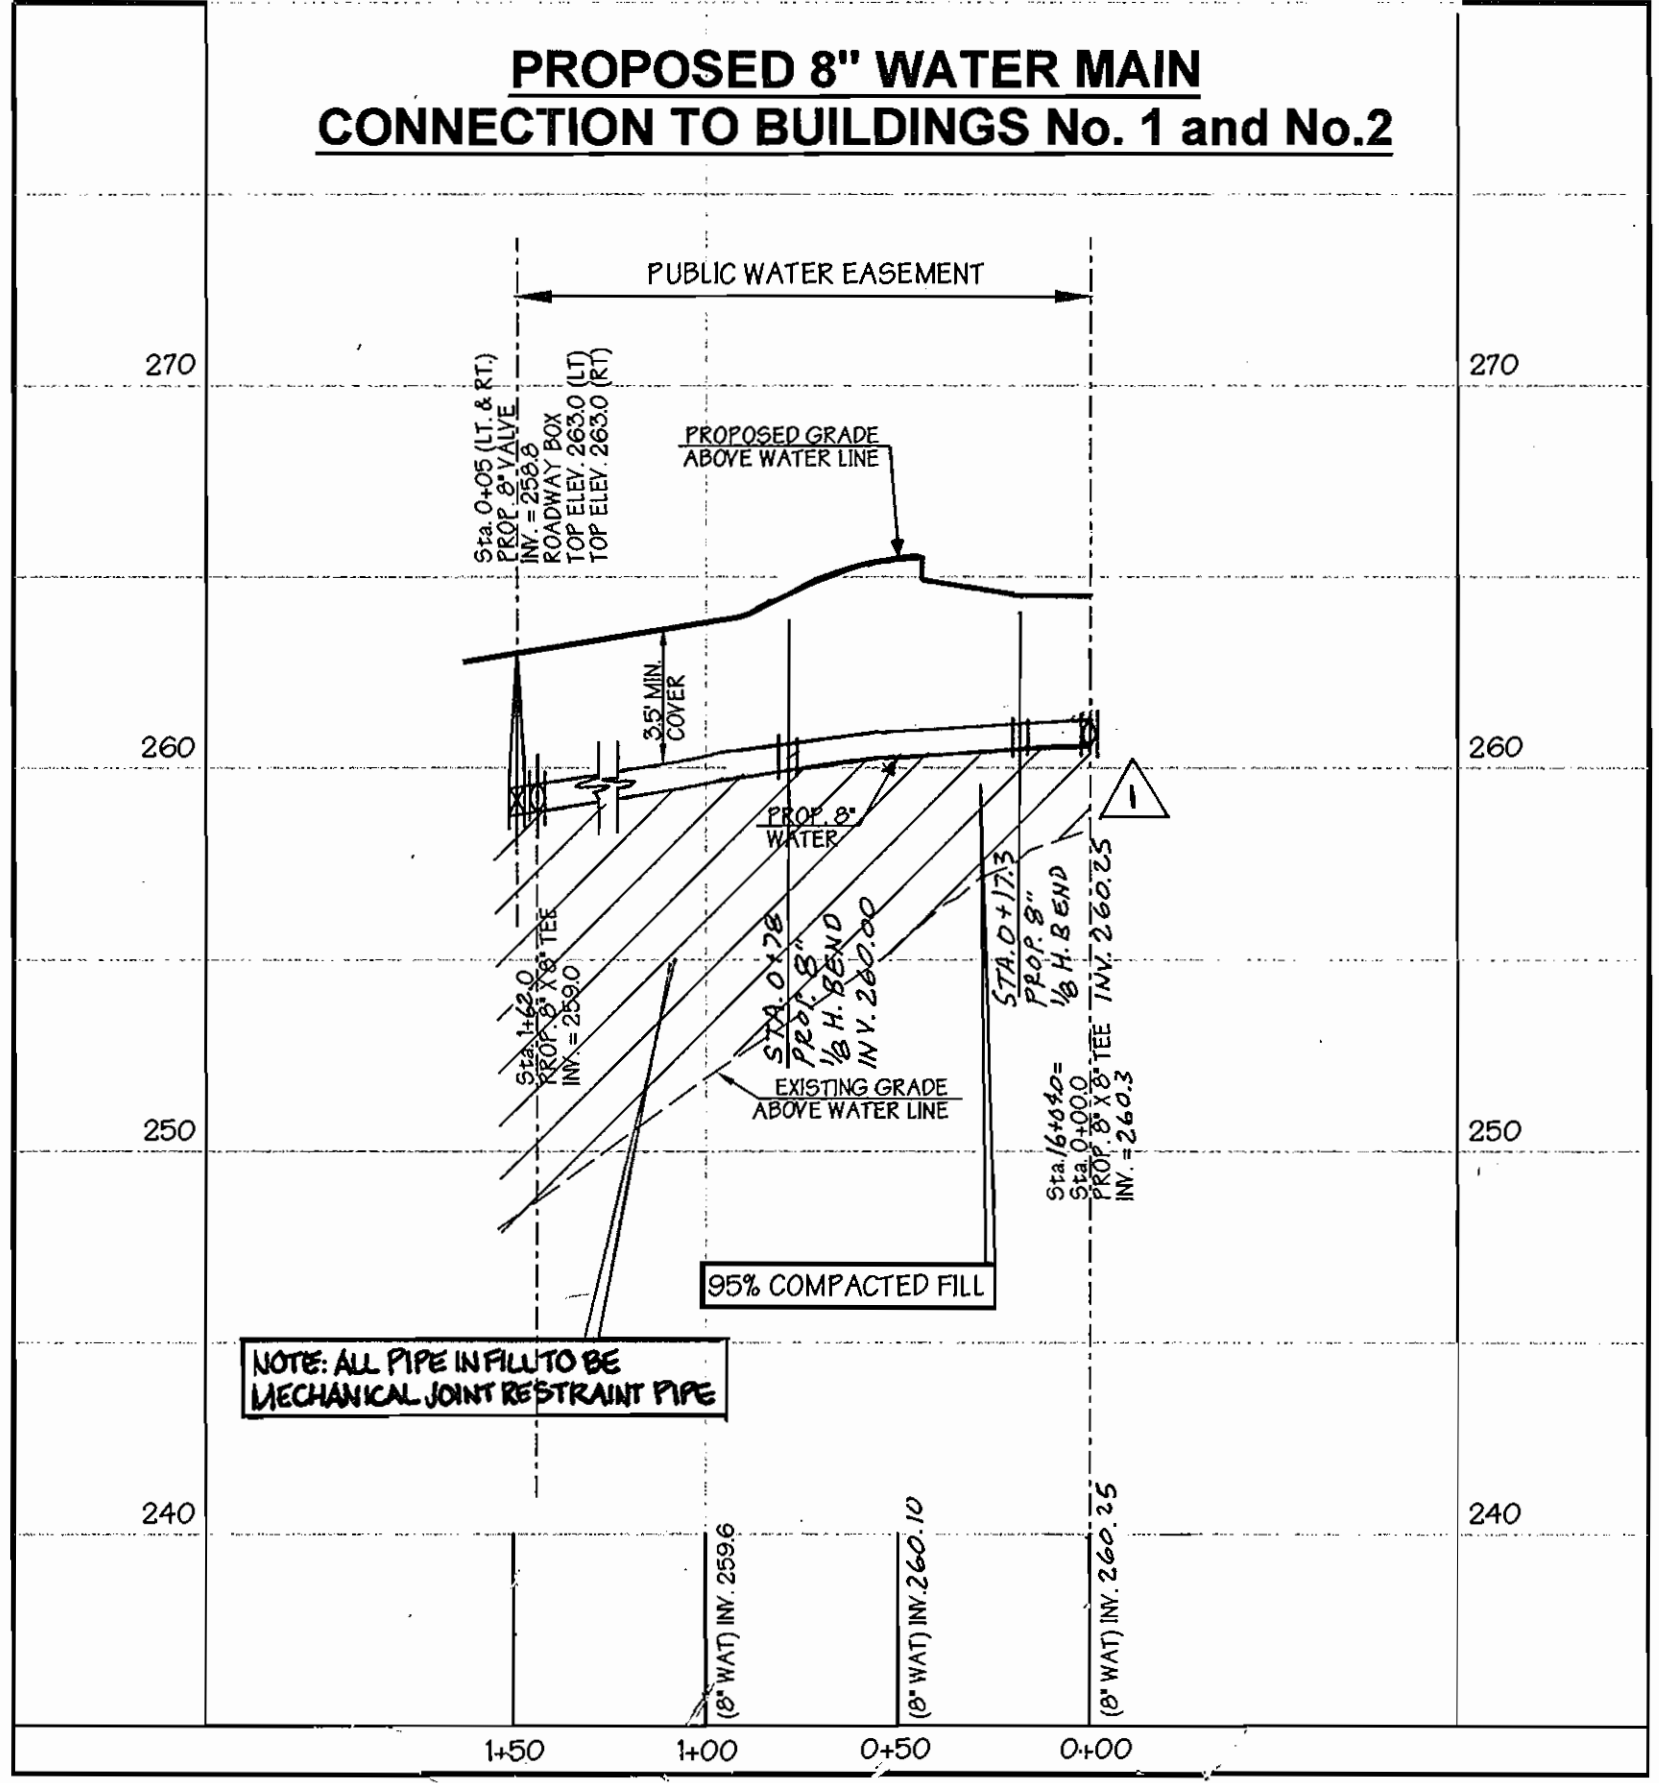 PROPOSED 8" WATER MAIN
CONNECTION TO BUILDINGS No. 1 and No.2
PUBLIC WATER EASEMENT
270
270
Sta. 0+05 (LT. & RT.)
PROP. 8" VALVE
INV. = 258.8
ROADWAY BOX
TOP ELEV. 263.0 (LT)
TOP ELEV. 263.0 (RT)
PROPOSED GRADE
ABOVE WATER LINE
3.5' MIN.
COVER
260
260
1
PROP. 8"
WATER
Sta. 1+62.0
PROP. 8" X 8" TEE
INV. = 259.0
STA. 0+78
PROP. 8"
1/8 H. BEND
INV. 260.00
STA. 0+17.3
PROP. 8"
1/8 H. BEND
INV. 260.25
EXISTING GRADE
ABOVE WATER LINE
Sta. 0+00.0
PROP. 8" X 8" TEE
INV. = 260.3
250
250
95% COMPACTED FILL
NOTE: ALL PIPE IN FILL TO BE
MECHANICAL JOINT RESTRAINT PIPE
240
240
(8" WAT) INV. 259.6
(8" WAT) INV. 260.10
(8" WAT) INV. 260.25
1+50
1+00
0+50
0+00